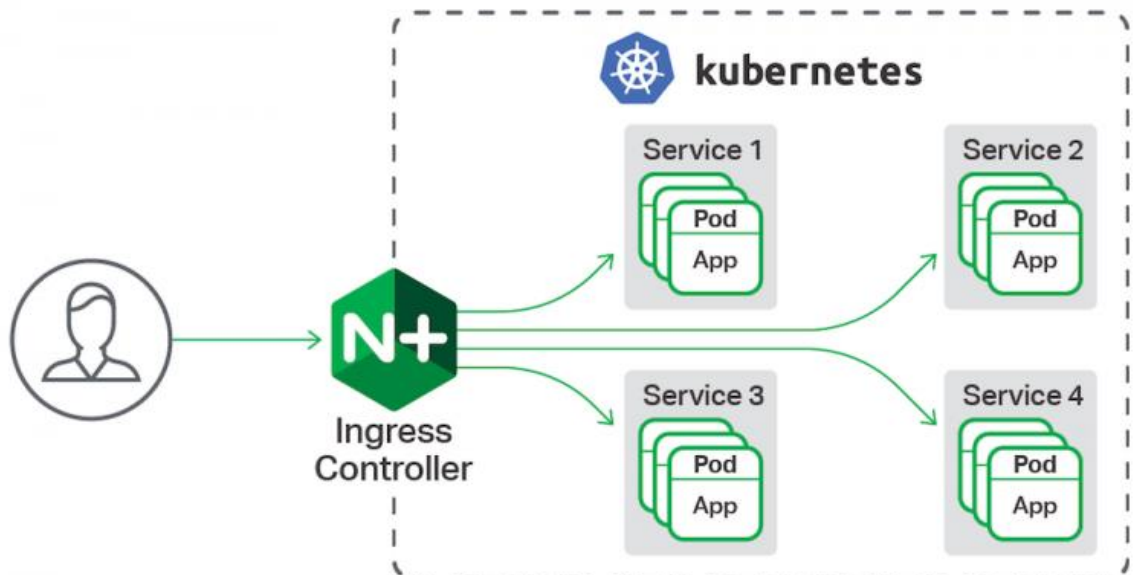 kubernetes
Service 1
Pod
App
Service 2
Pod
App
N+
Ingress
Controller
Service 3
Pod
App
Service 4
Pod
App